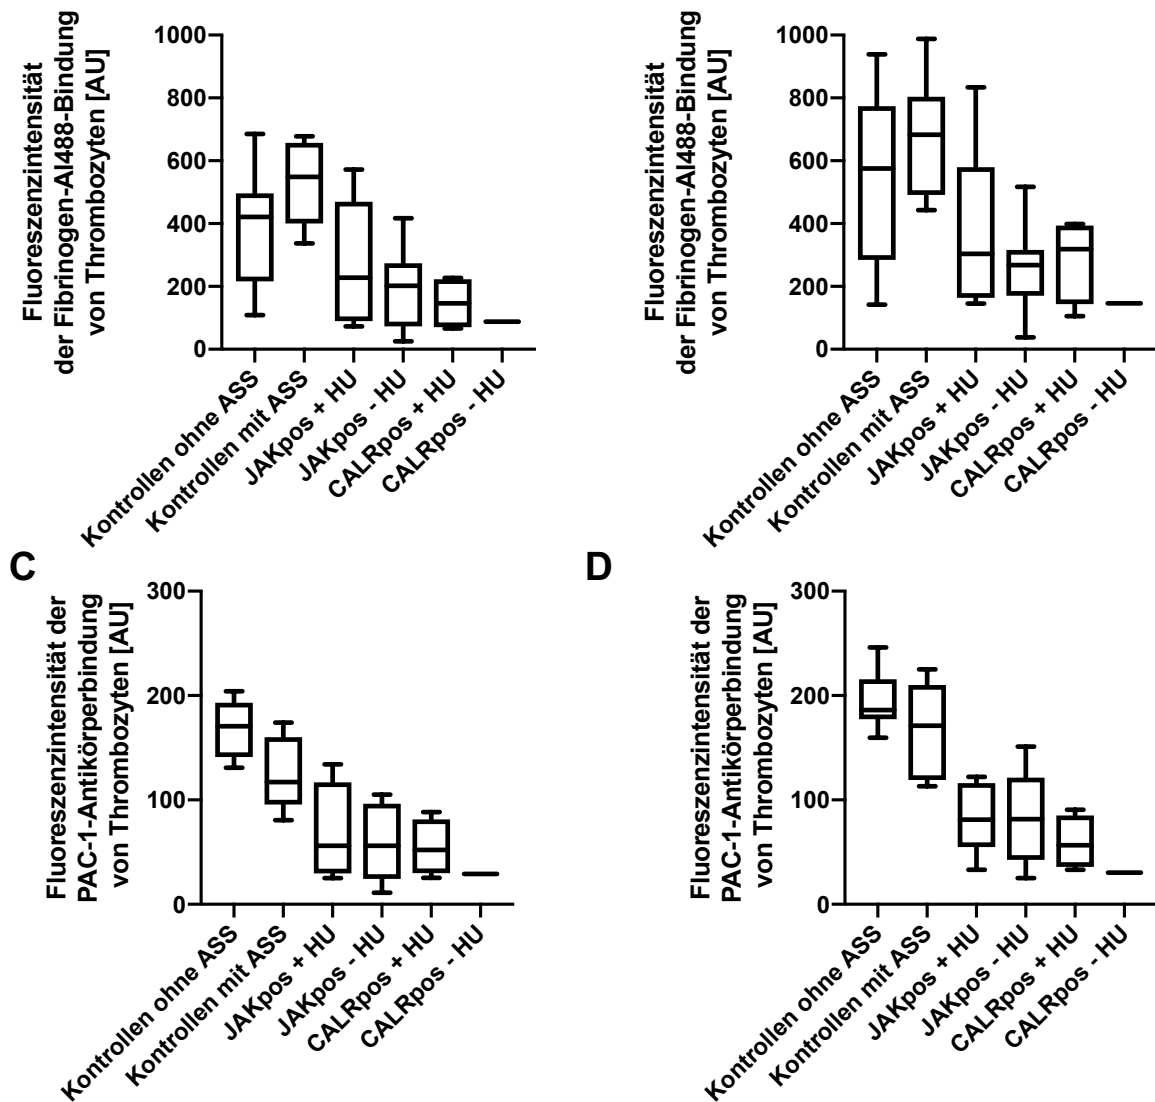 Fluoreszenzintensität
der Fibrinogen-Al488-Bindung
von Thrombozyten [AU]
1000
800
600
400
200
0
Kontrollen ohne ASS
Kontrollen mit ASS
JAKpos + HU
JAKpos - HU
CALRpos + HU
CALRpos - HU
Fluoreszenzintensität
der Fibrinogen-Al488-Bindung
von Thrombozyten [AU]
1000
800
600
400
200
0
Kontrollen ohne ASS
Kontrollen mit ASS
JAKpos + HU
JAKpos - HU
CALRpos + HU
CALRpos - HU
C
Fluoreszenzintensität der
PAC-1-Antikörperbindung
von Thrombozyten [AU]
300
200
100
0
Kontrollen ohne ASS
Kontrollen mit ASS
JAKpos + HU
JAKpos - HU
CALRpos + HU
CALRpos - HU
D
Fluoreszenzintensität der
PAC-1-Antikörperbindung
von Thrombozyten [AU]
300
200
100
0
Kontrollen ohne ASS
Kontrollen mit ASS
JAKpos + HU
JAKpos - HU
CALRpos + HU
CALRpos - HU